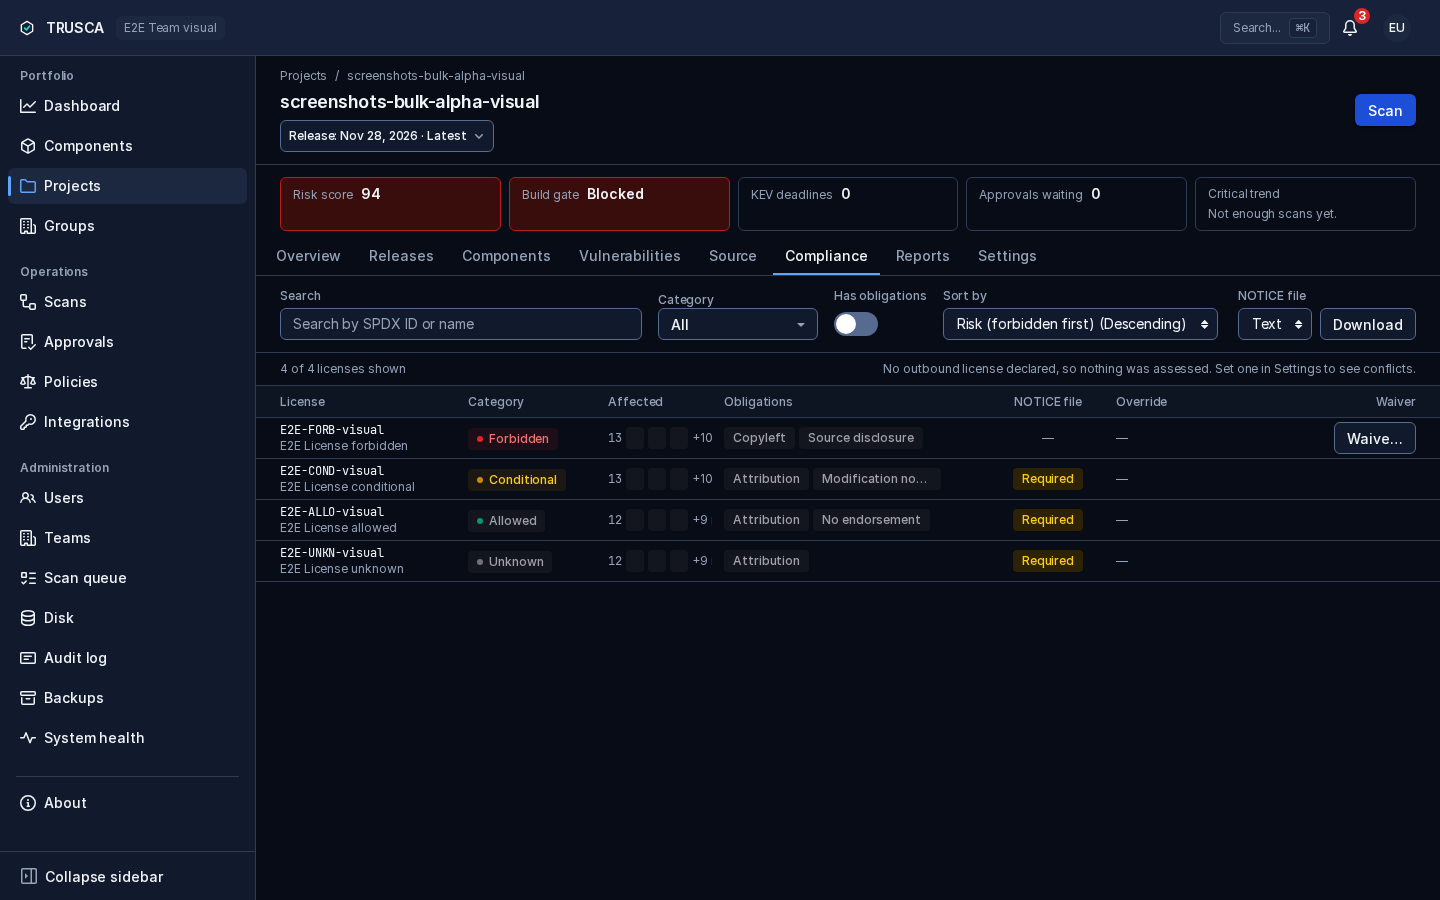 TRUSCA
E2E Team visual
Search...
⌘K
3
EU
Portfolio
Dashboard
Components
Projects
Groups
Operations
Scans
Approvals
Policies
Integrations
Administration
Users
Teams
Scan queue
Disk
Audit log
Backups
System health
About
Collapse sidebar
Projects / screenshots-bulk-alpha-visual
screenshots-bulk-alpha-visual
Release: Nov 28, 2026 · Latest
Scan
Risk score 94
Build gate Blocked
KEV deadlines 0
Approvals waiting 0
Critical trend
Not enough scans yet.
Overview Releases Components Vulnerabilities Source Compliance Reports Settings
Search
Search by SPDX ID or name
Category
All
Has obligations
Sort by
Risk (forbidden first) (Descending)
NOTICE file
Text
Download
4 of 4 licenses shown
No outbound license declared, so nothing was assessed. Set one in Settings to see conflicts.
License Category Affected Obligations NOTICE file Override Waiver
E2E-FORB-visual
E2E License forbidden
Forbidden 13 +10 Copyleft Source disclosure — — Waive...
E2E-COND-visual
E2E License conditional
Conditional 13 +10 Attribution Modification no... Required —
E2E-ALLO-visual
E2E License allowed
Allowed 12 +9 Attribution No endorsement Required —
E2E-UNKN-visual
E2E License unknown
Unknown 12 +9 Attribution Required —